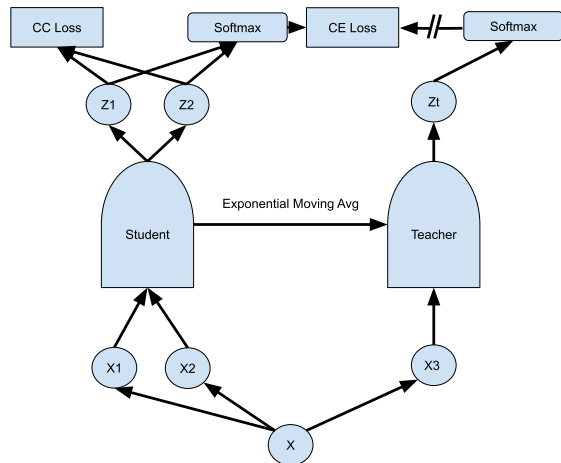 CC Loss
Softmax
CE Loss
Softmax
Z1
Z2
Zt
Exponential Moving Avg
Student
Teacher
X1
X2
X3
X